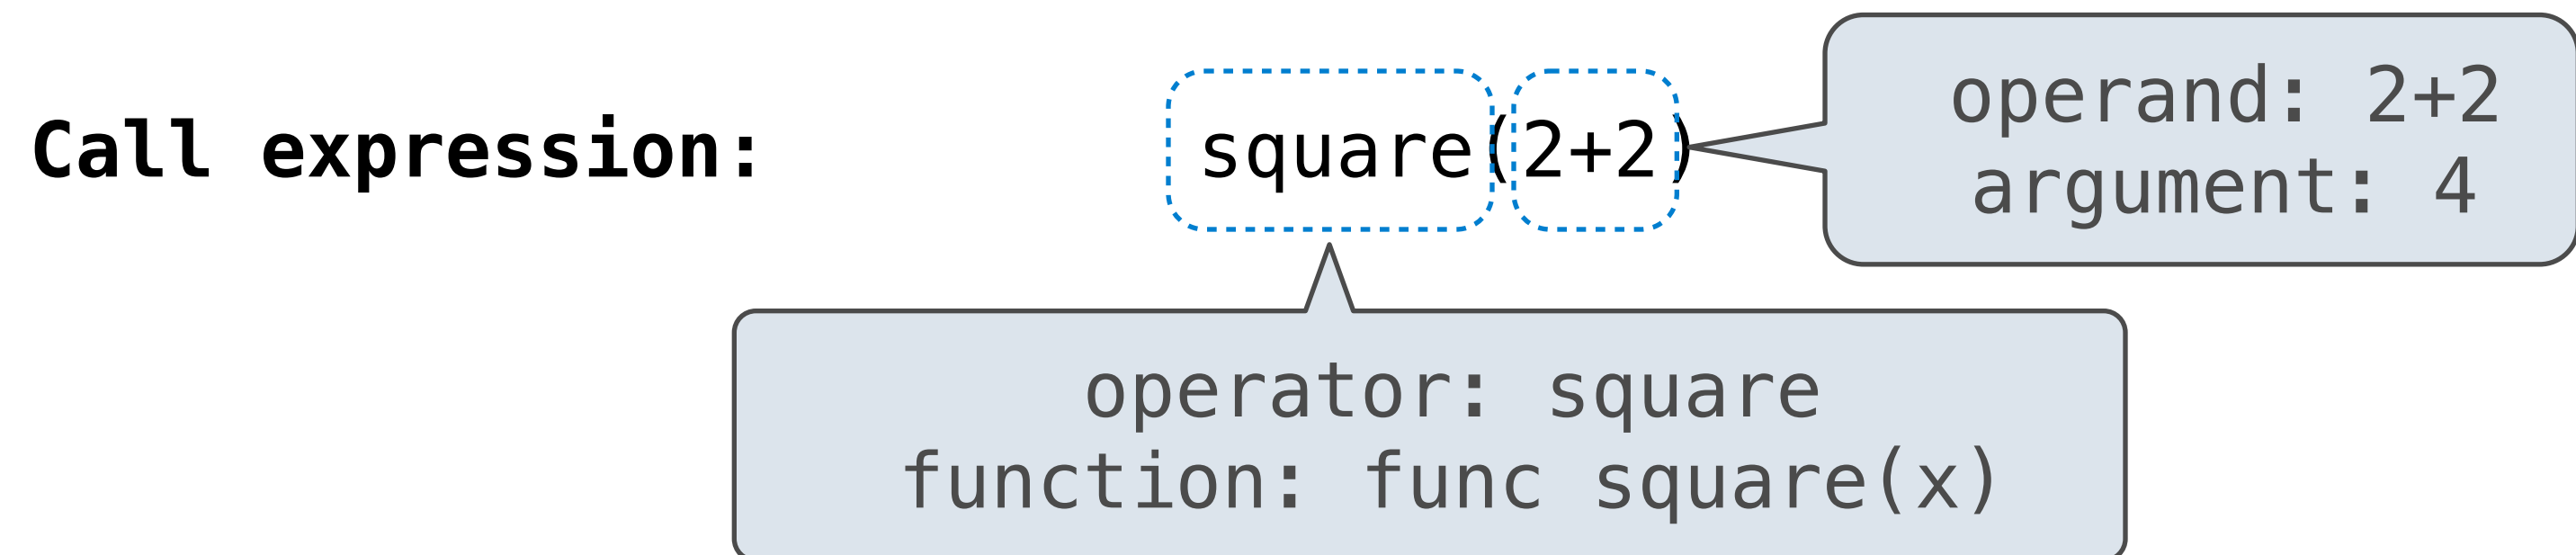 Call expression:
square(2+2)
operand: 2+2
argument: 4
operator: square
function: func square(x)